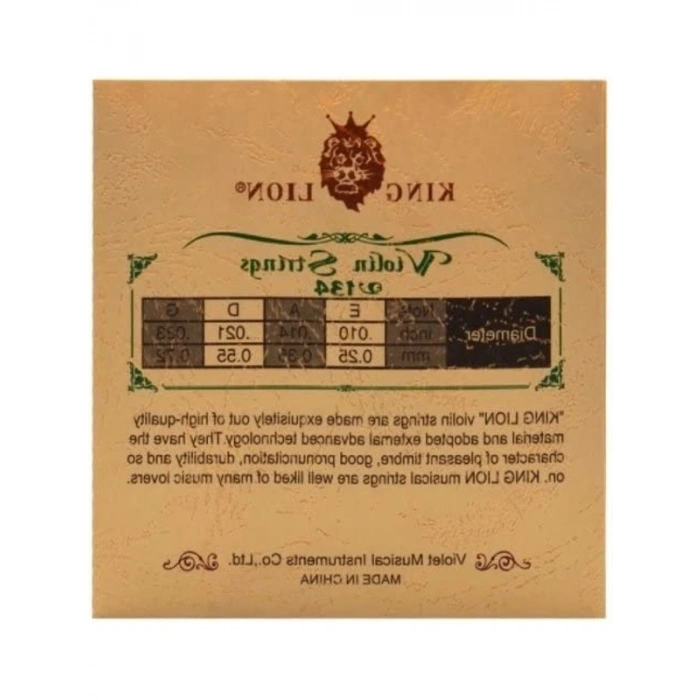 KING LION®
Violin Strings
V134
Diameter Note E A D G
inch .010 .014 .021
mm 0.25 0.35 0.55 0.72
"KING LION" violin strings are made exquisitely out of high-quality
material and adopted external advanced technology.They have the
character of pleasant timbre, good pronuncitation, durability, and so
on. KING LION musical strings are well liked of many music lovers.
Violet Musical Instruments Co.,Ltd.
MADE IN CHINA